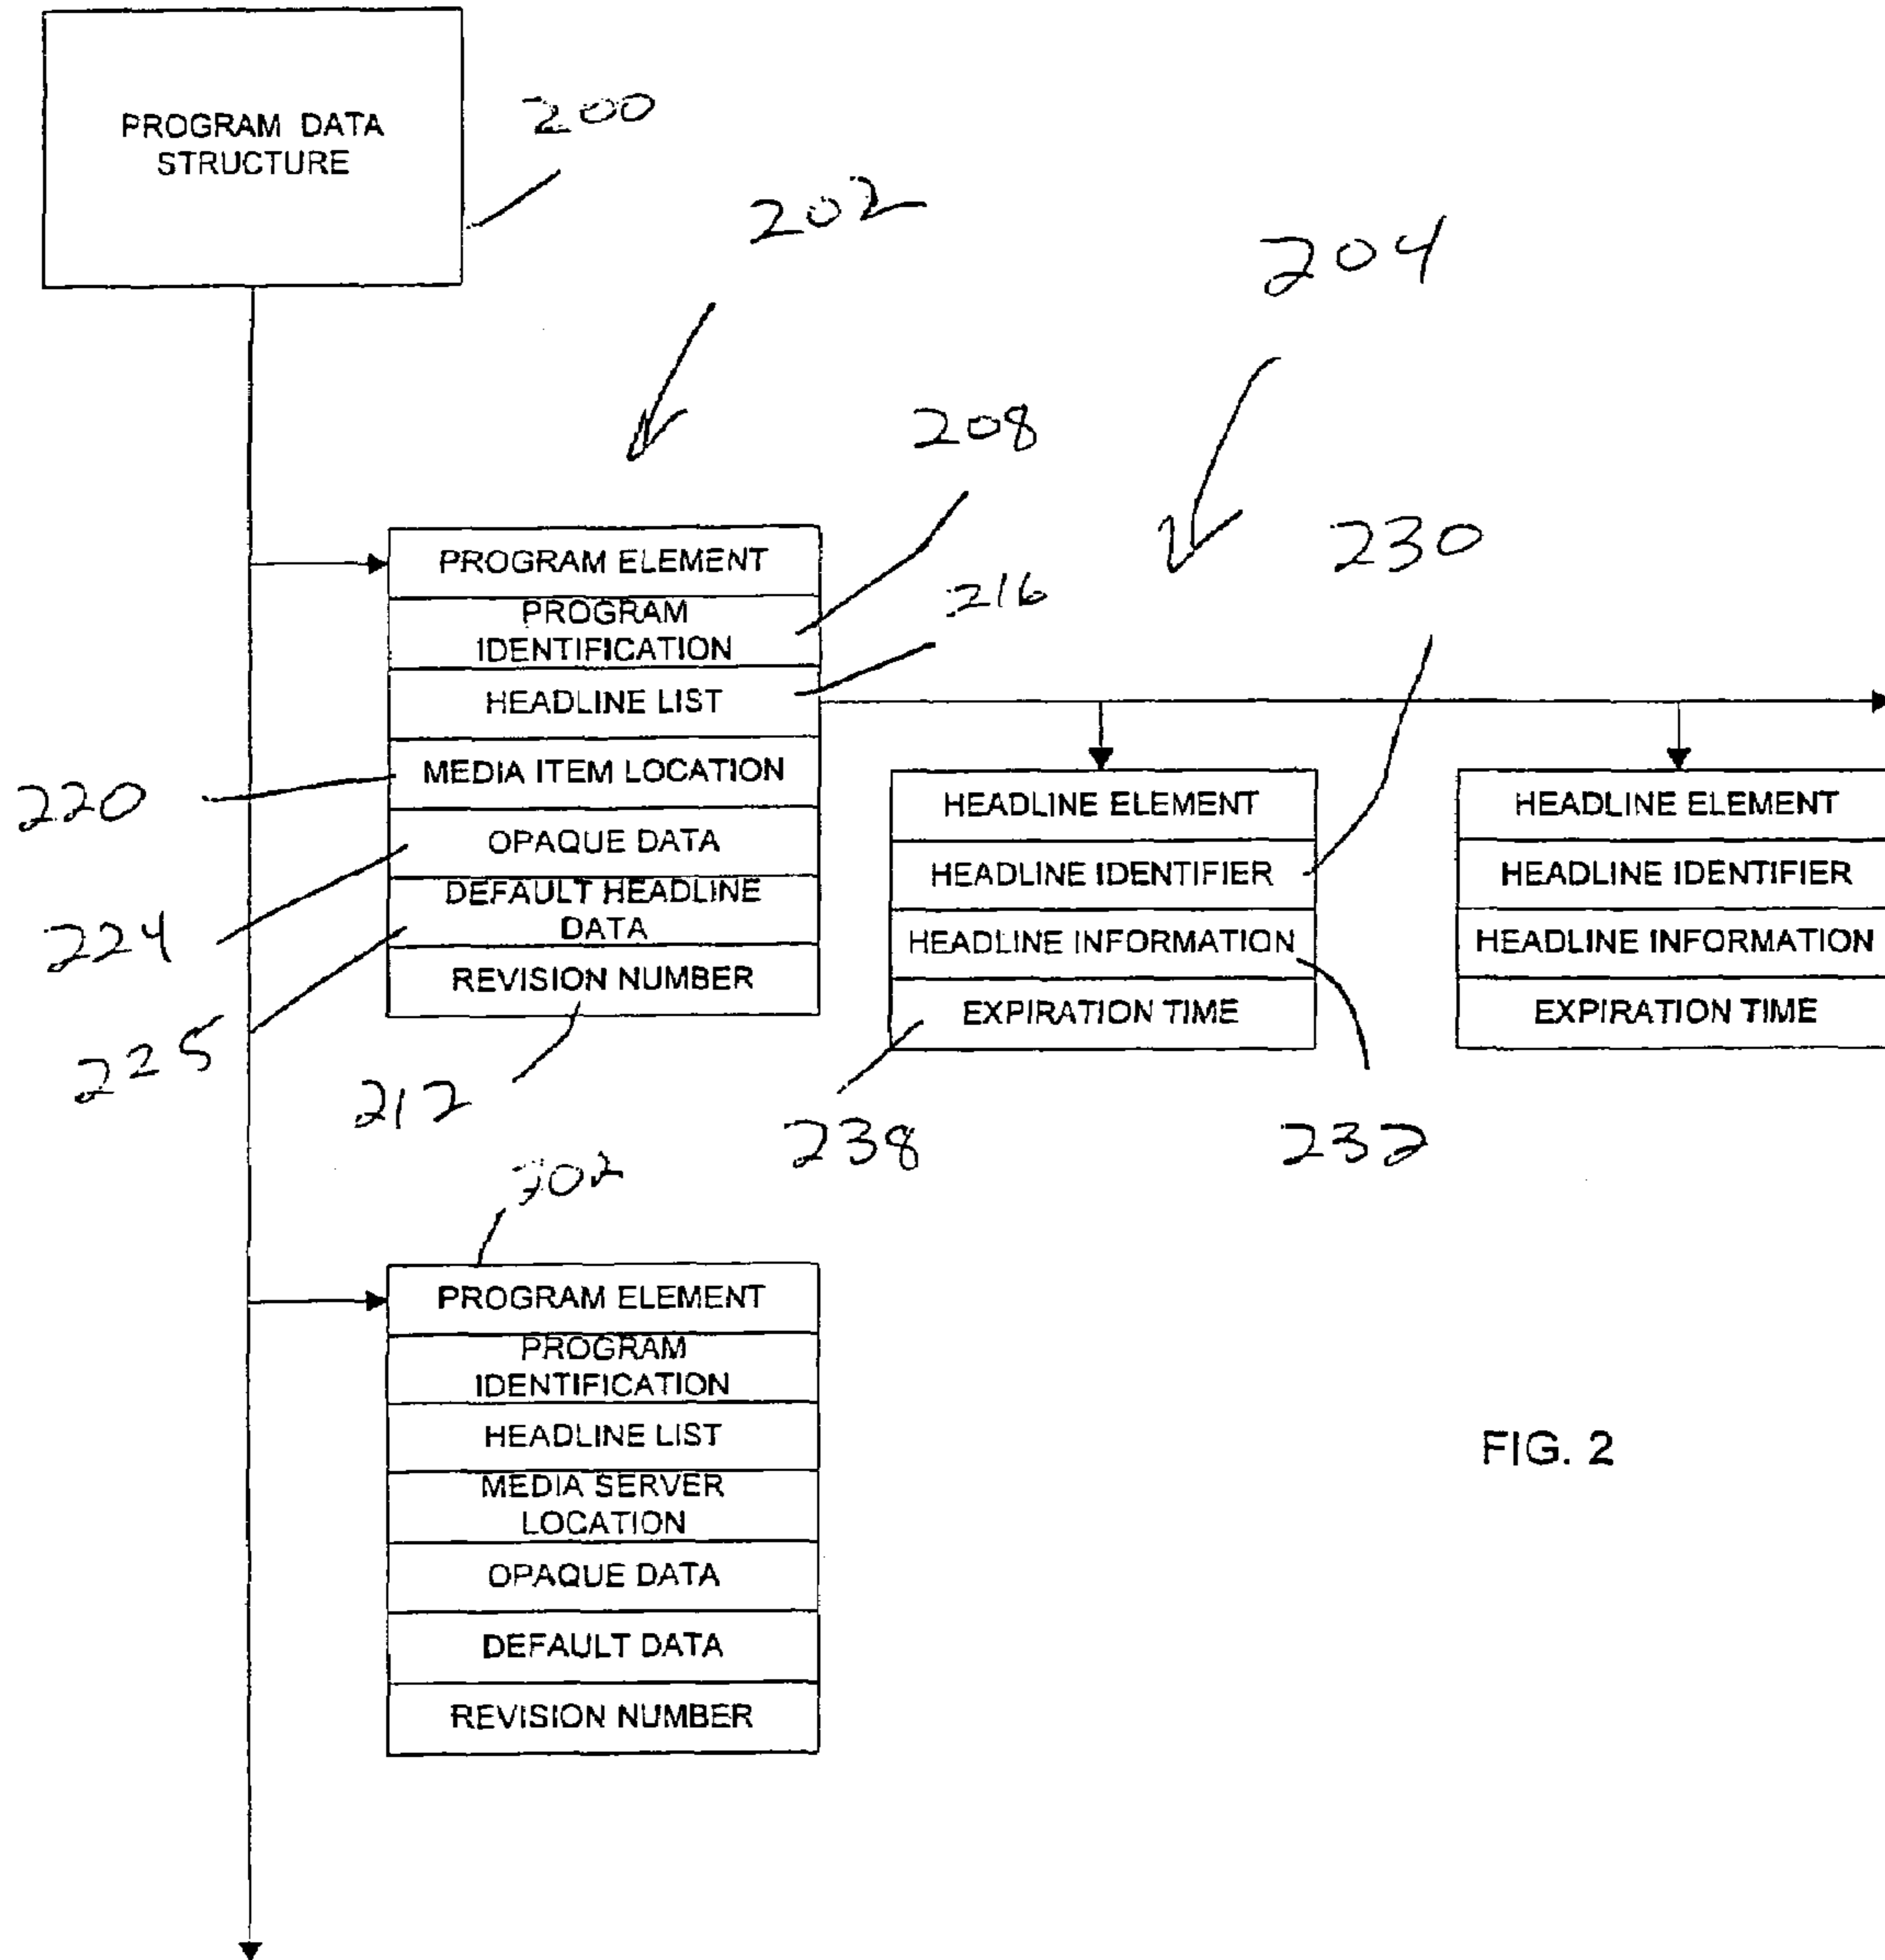 PROGRAM DATA
STRUCTURE
200
202
204
208
216
230
PROGRAM ELEMENT
PROGRAM
IDENTIFICATION
HEADLINE LIST
MEDIA ITEM LOCATION
OPAQUE DATA
DEFAULT HEADLINE
DATA
REVISION NUMBER
220
224
225
212
HEADLINE ELEMENT
HEADLINE IDENTIFIER
HEADLINE INFORMATION
EXPIRATION TIME
238
232
HEADLINE ELEMENT
HEADLINE IDENTIFIER
HEADLINE INFORMATION
EXPIRATION TIME
202
PROGRAM ELEMENT
PROGRAM
IDENTIFICATION
HEADLINE LIST
MEDIA SERVER
LOCATION
OPAQUE DATA
DEFAULT DATA
REVISION NUMBER
FIG. 2